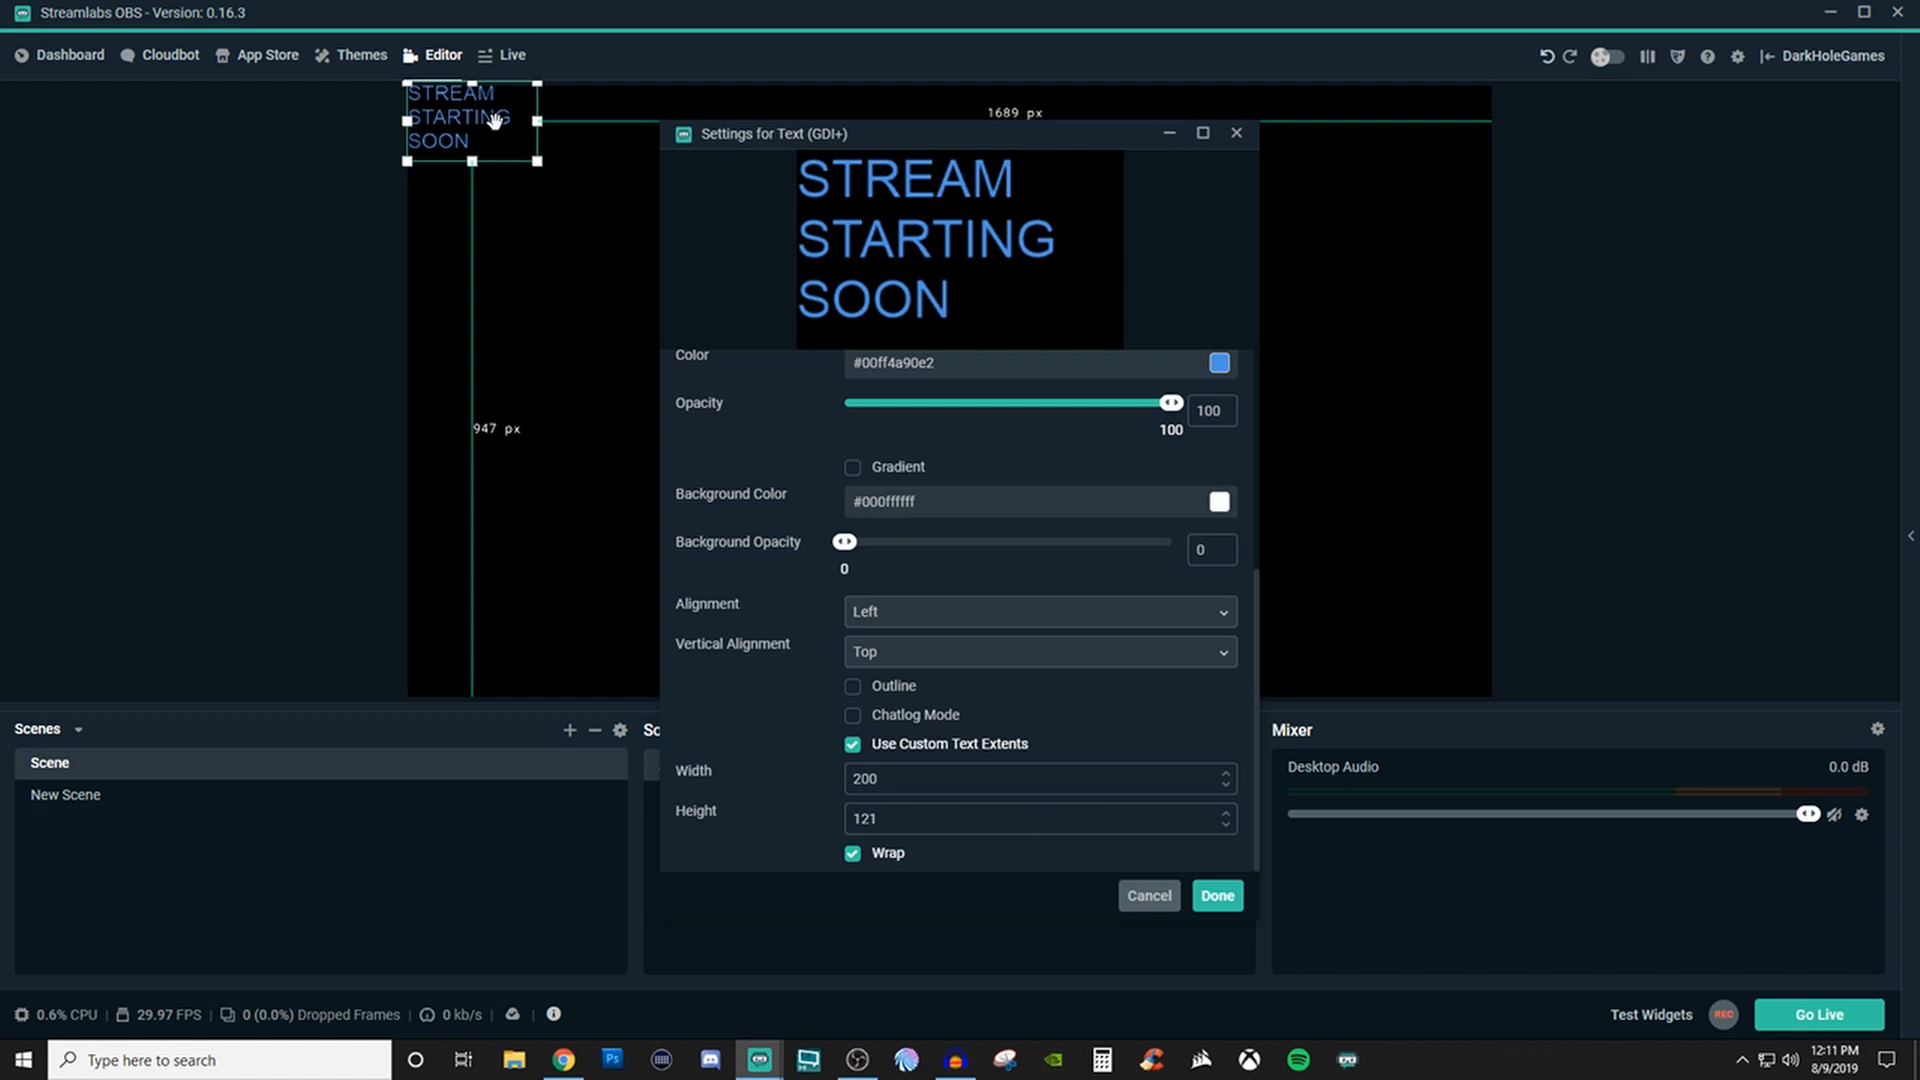 Streamlabs OBS - Version: 0.16.3
Dashboard Cloudbot App Store Themes Editor Live
DarkHoleGames
STREAM
STARTING
SOON
1689 px
947 px
Settings for Text (GDI+)
STREAM
STARTING
SOON
Color
#00ff4a90e2
Opacity
100
100
Gradient
Background Color
#000ffffff
Background Opacity
0
0
Alignment
Left
Vertical Alignment
Top
Outline
Chatlog Mode
Use Custom Text Extents
Width
200
Height
121
Wrap
Cancel Done
Scenes
Scene
New Scene
So
Mixer
Desktop Audio 0.0 dB
0.6% CPU | 29.97 FPS | 0 (0.0%) Dropped Frames | 0 kb/s
Test Widgets REC Go Live
Type here to search
Ps
12:11 PM
8/9/2019